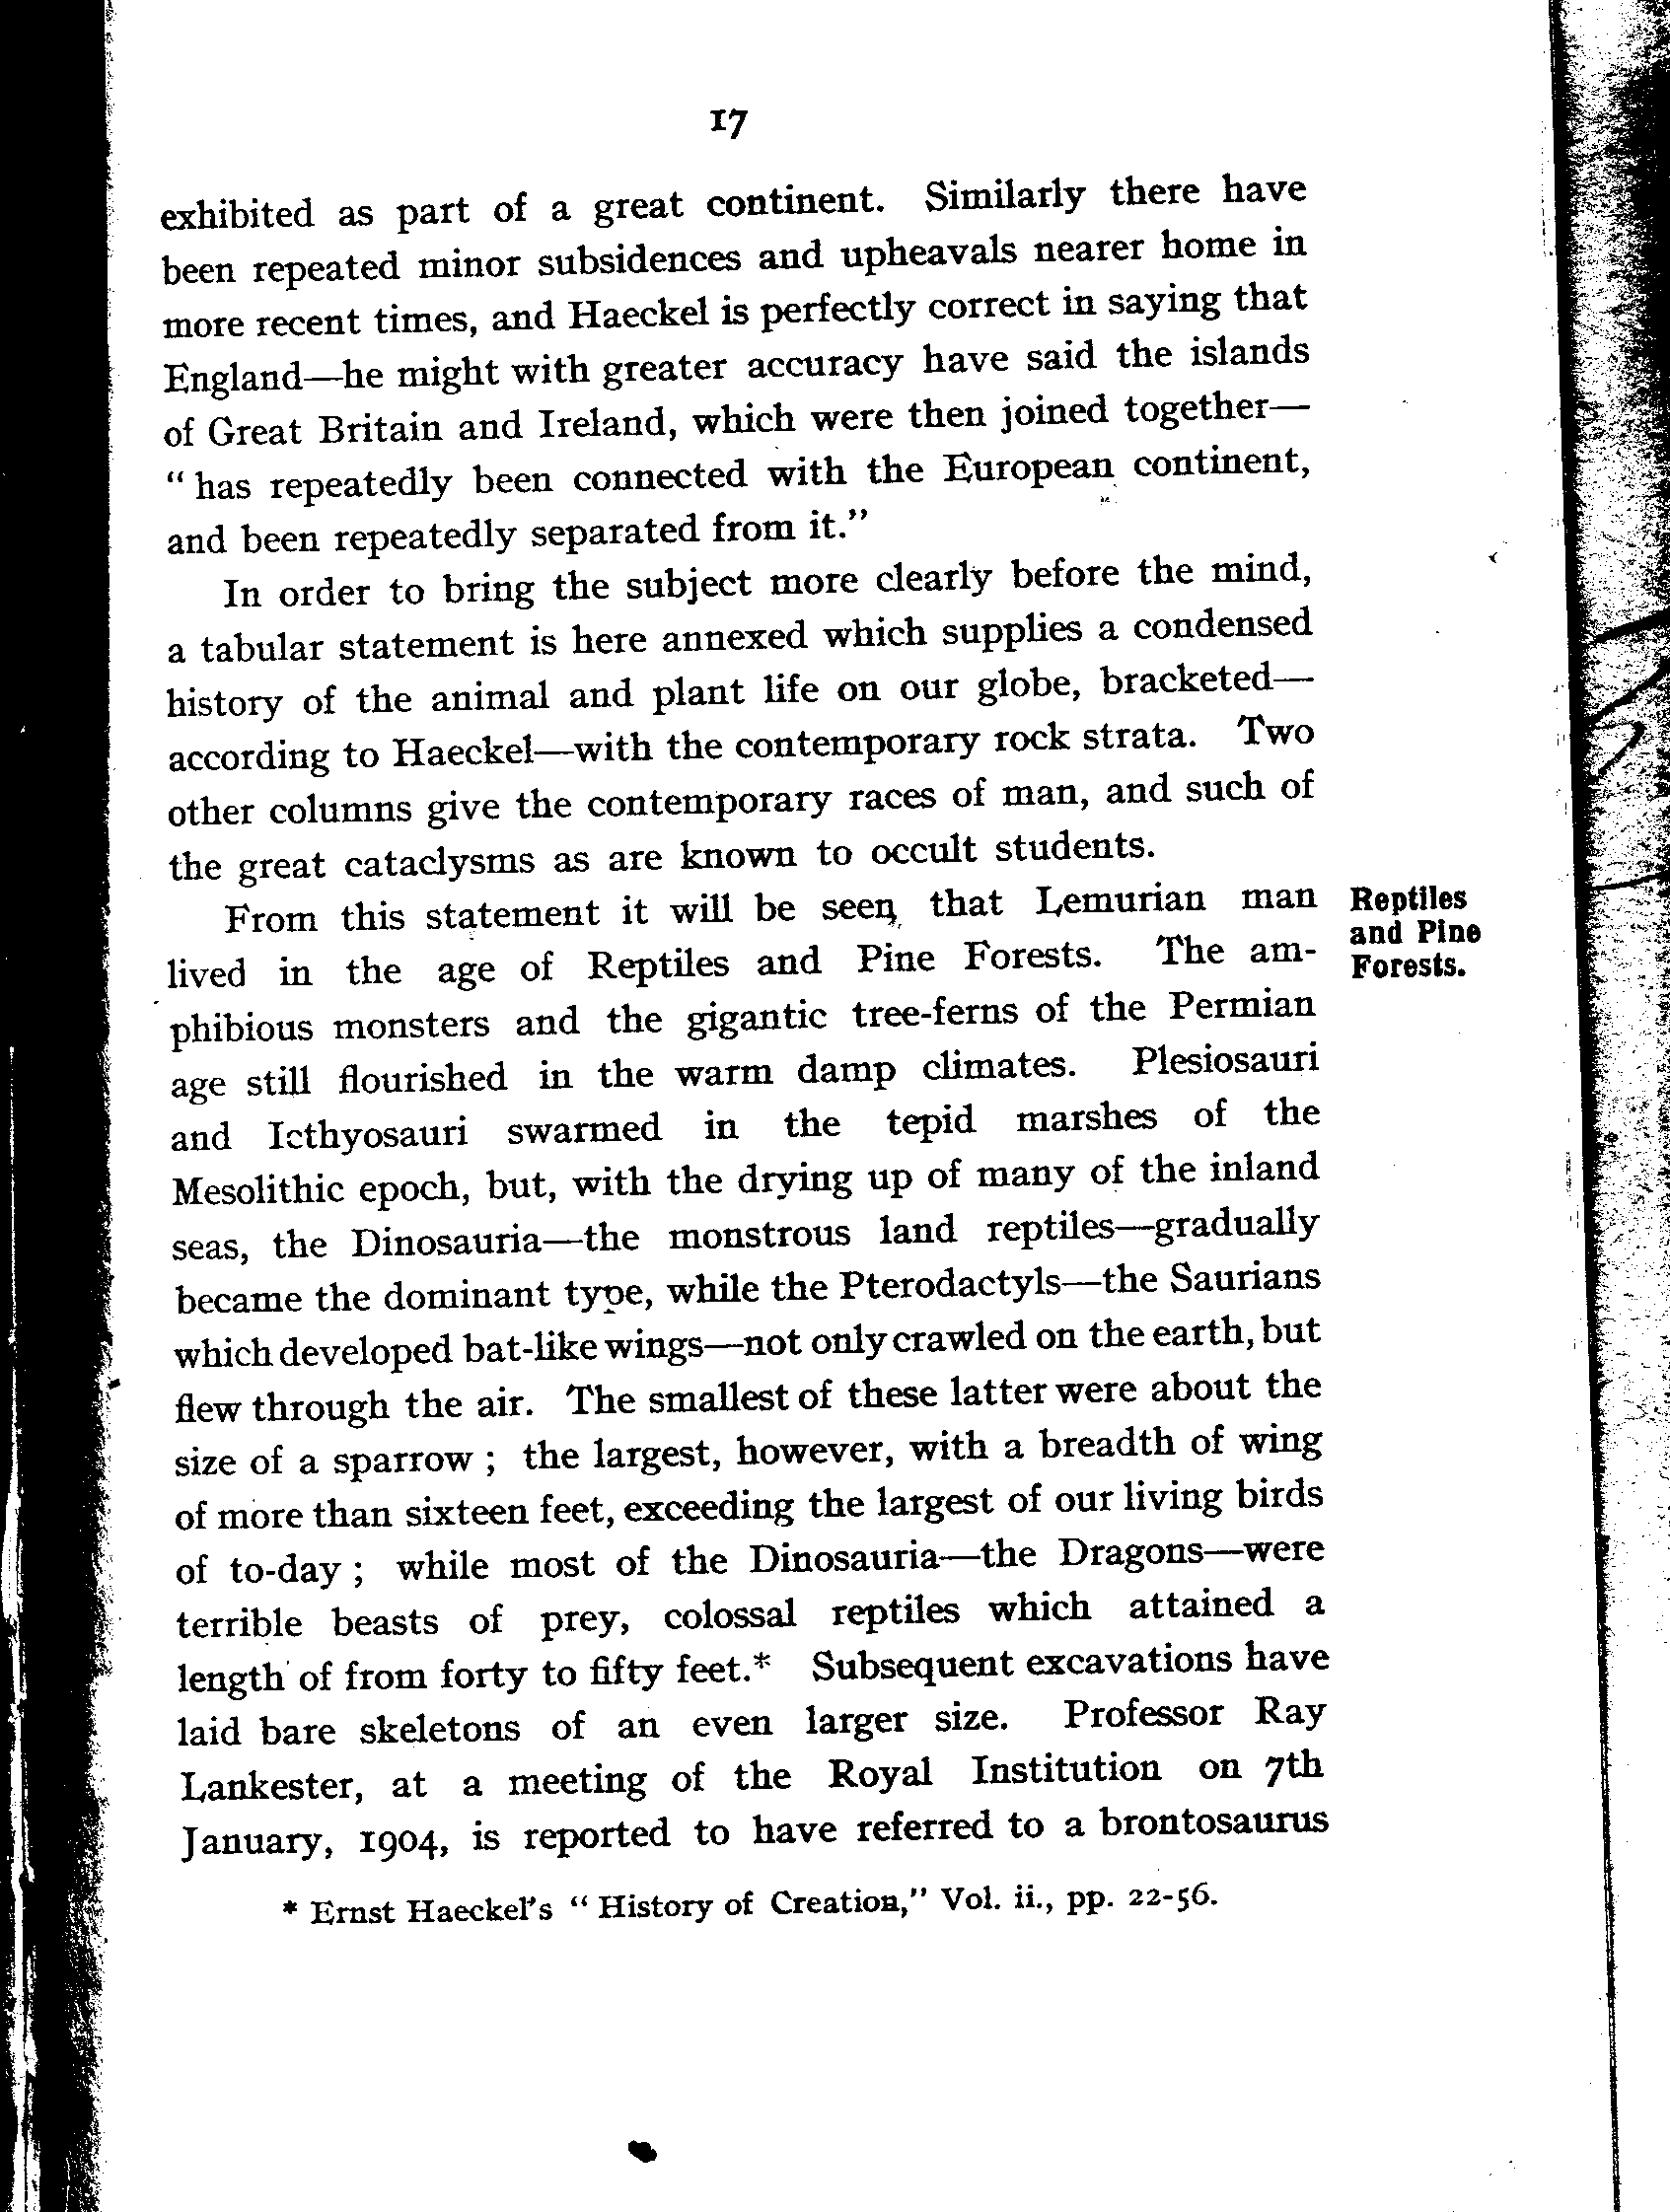 17
exhibited as part of a great continent. Similarly there have
been repeated minor subsidences and upheavals nearer home in
more recent times, and Haeckel is perfectly correct in saying that
England—he might with greater accuracy have said the islands
of Great Britain and Ireland, which were then joined together—
“ has repeatedly been connected with the European continent,
and been repeatedly separated from it.”
In order to bring the subject more clearly before the mind,
a tabular statement is here annexed which supplies a condensed
history of the animal and plant life on our globe, bracketed—
according to Haeckel—with the contemporary rock strata. Two
other columns give the contemporary races of man, and such of
the great cataclysms as are known to occult students.
From this statement it will be seen that Lemurian man
lived in the age of Reptiles and Pine Forests. The am-
phibious monsters and the gigantic tree-ferns of the Permian
age still flourished in the warm damp climates. Plesiosauri
and Icthyosauri swarmed in the tepid marshes of the
Mesolithic epoch, but, with the drying up of many of the inland
seas, the Dinosauria—the monstrous land reptiles—gradually
became the dominant type, while the Pterodactyls—the Saurians
which developed bat-like wings—not only crawled on the earth, but
flew through the air. The smallest of these latter were about the
size of a sparrow ; the largest, however, with a breadth of wing
of more than sixteen feet, exceeding the largest of our living birds
of to-day ; while most of the Dinosauria—the Dragons—were
terrible beasts of prey, colossal reptiles which attained a
length of from forty to fifty feet.* Subsequent excavations have
laid bare skeletons of an even larger size. Professor Ray
Lankester, at a meeting of the Royal Institution on 7th
January, 1904, is reported to have referred to a brontosaurus
* Ernst Haeckel's “ History of Creation,” Vol. ii., pp. 22-56.
Reptiles
and Pine
Forests.